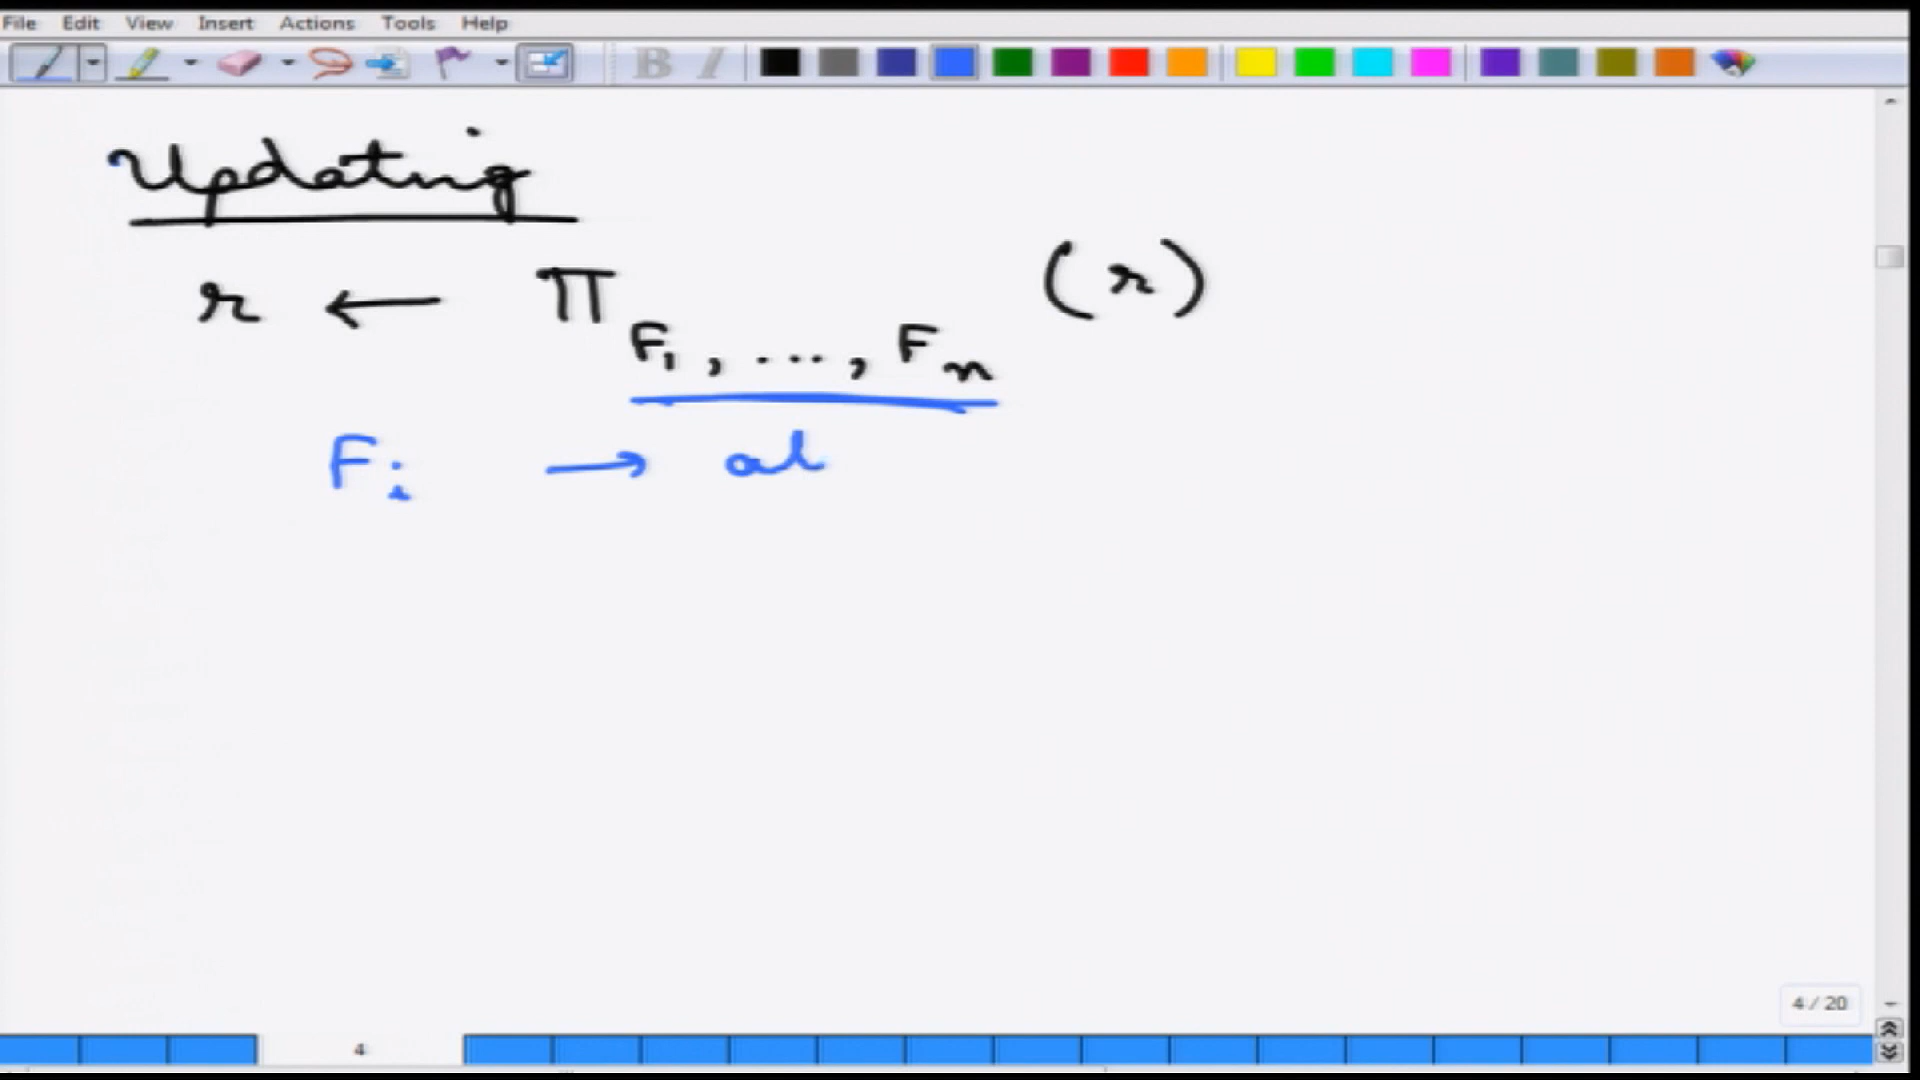 File Edit View Insert Actions Tools Help
B I
Updating
r ← Π F₁, ..., Fₙ (r)
Fᵢ → al
4 / 20
4